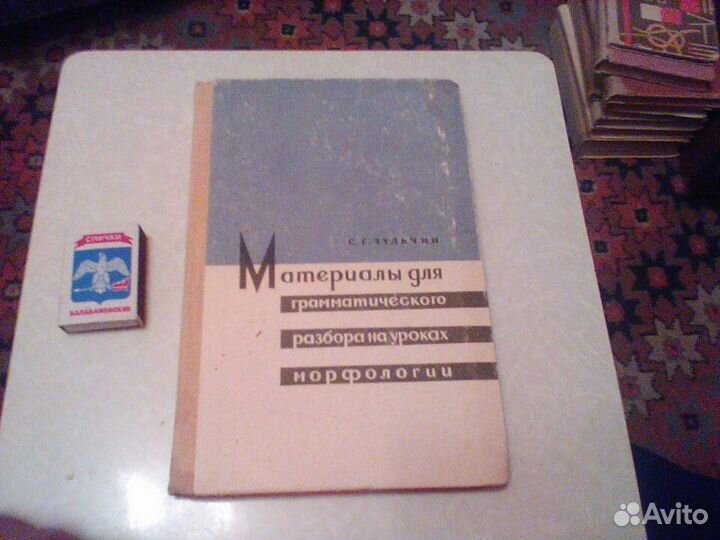 С. Г. ТУЛЬЧИН
Материалы для
грамматического
разбора на уроках
морфологии
СПИЧКИ
БАЛАБАНОВСКИЕ
Avito